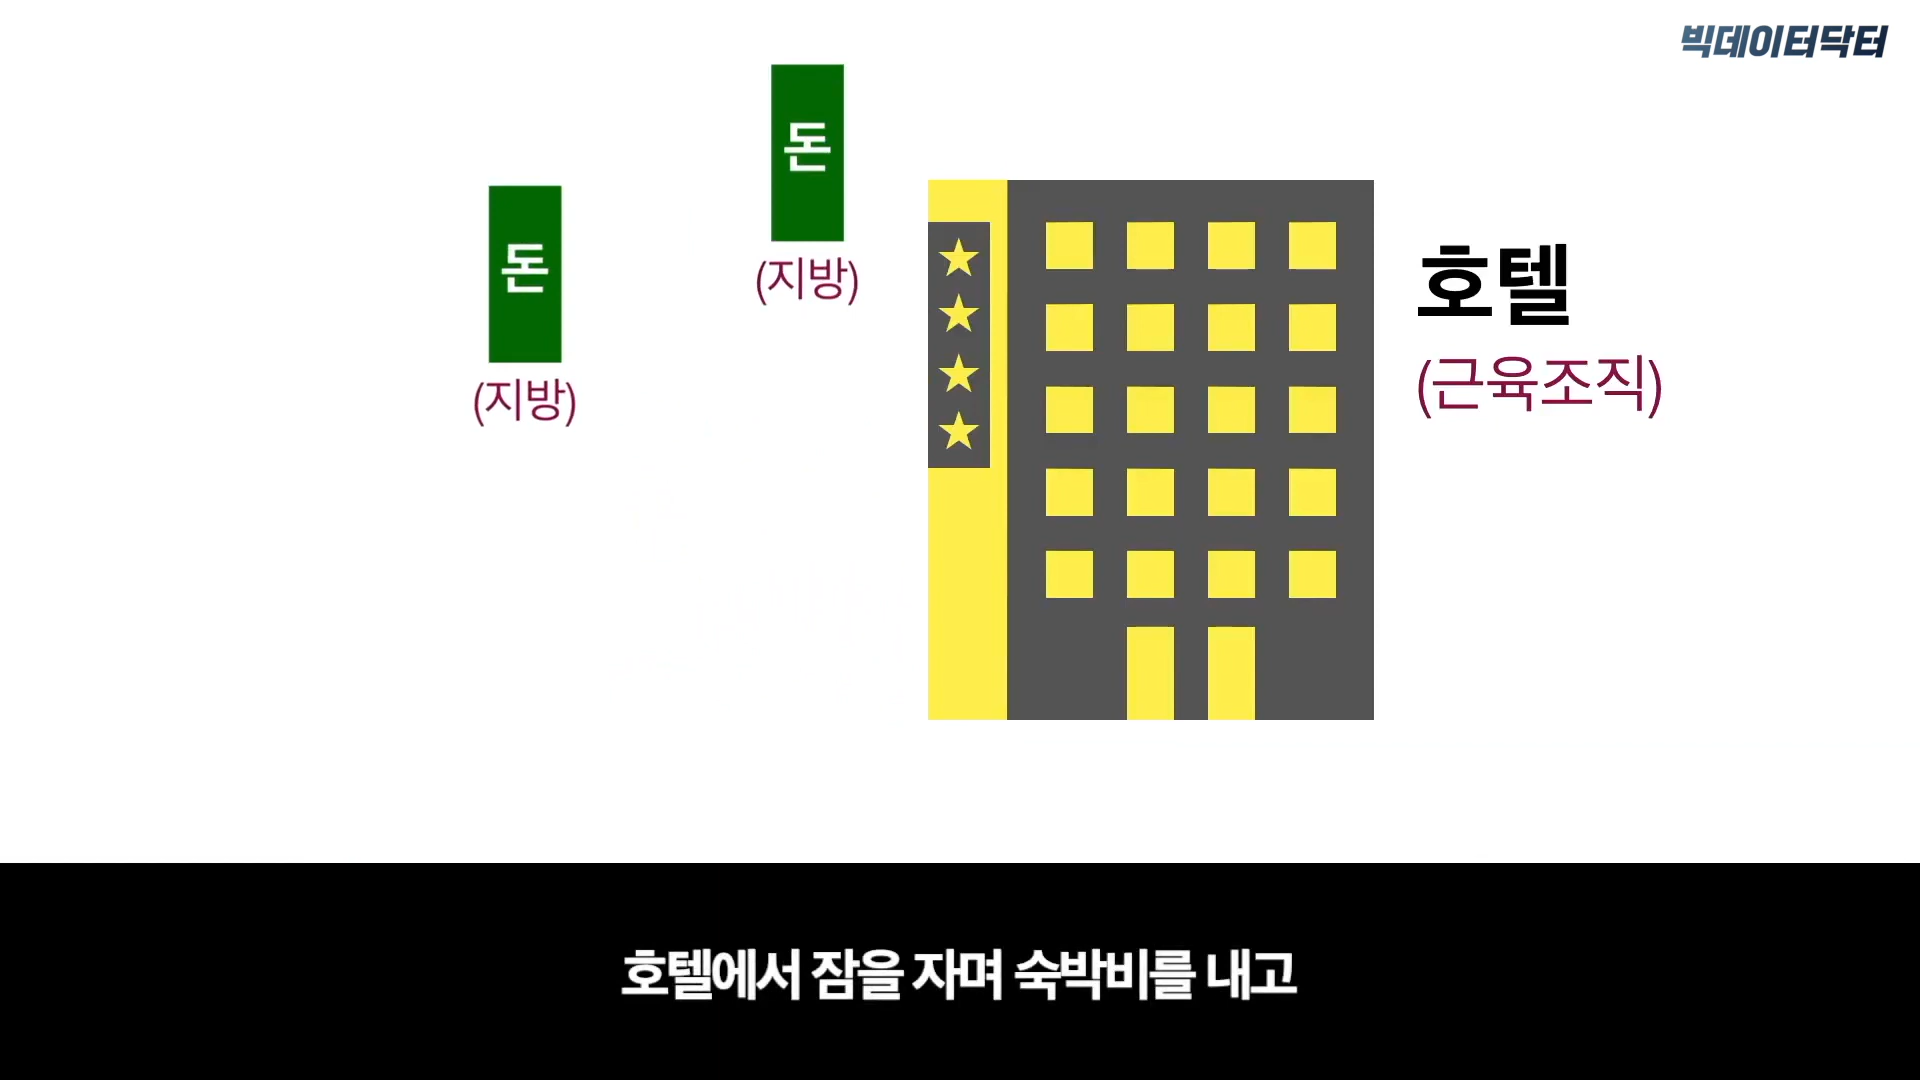 빅데이터닥터
돈
(지방)
돈
(지방)
호텔
(근육조직)
호텔에서 잠을 자며 숙박비를 내고